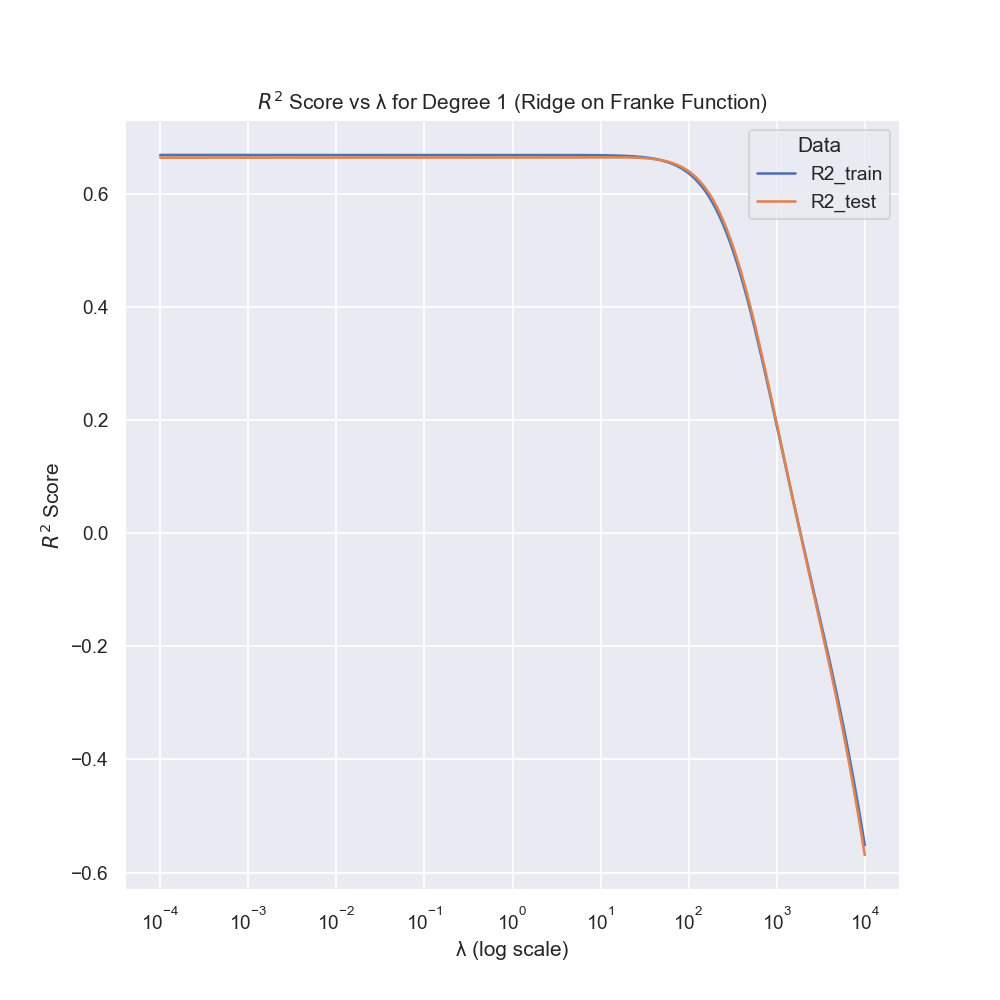 R² Score vs λ for Degree 1 (Ridge on Franke Function)
Data
R2_train
R2_test
R² Score
0.6
0.4
0.2
0.0
−0.2
−0.4
−0.6
10⁻⁴ 10⁻³ 10⁻² 10⁻¹ 10⁰ 10¹ 10² 10³ 10⁴
λ (log scale)